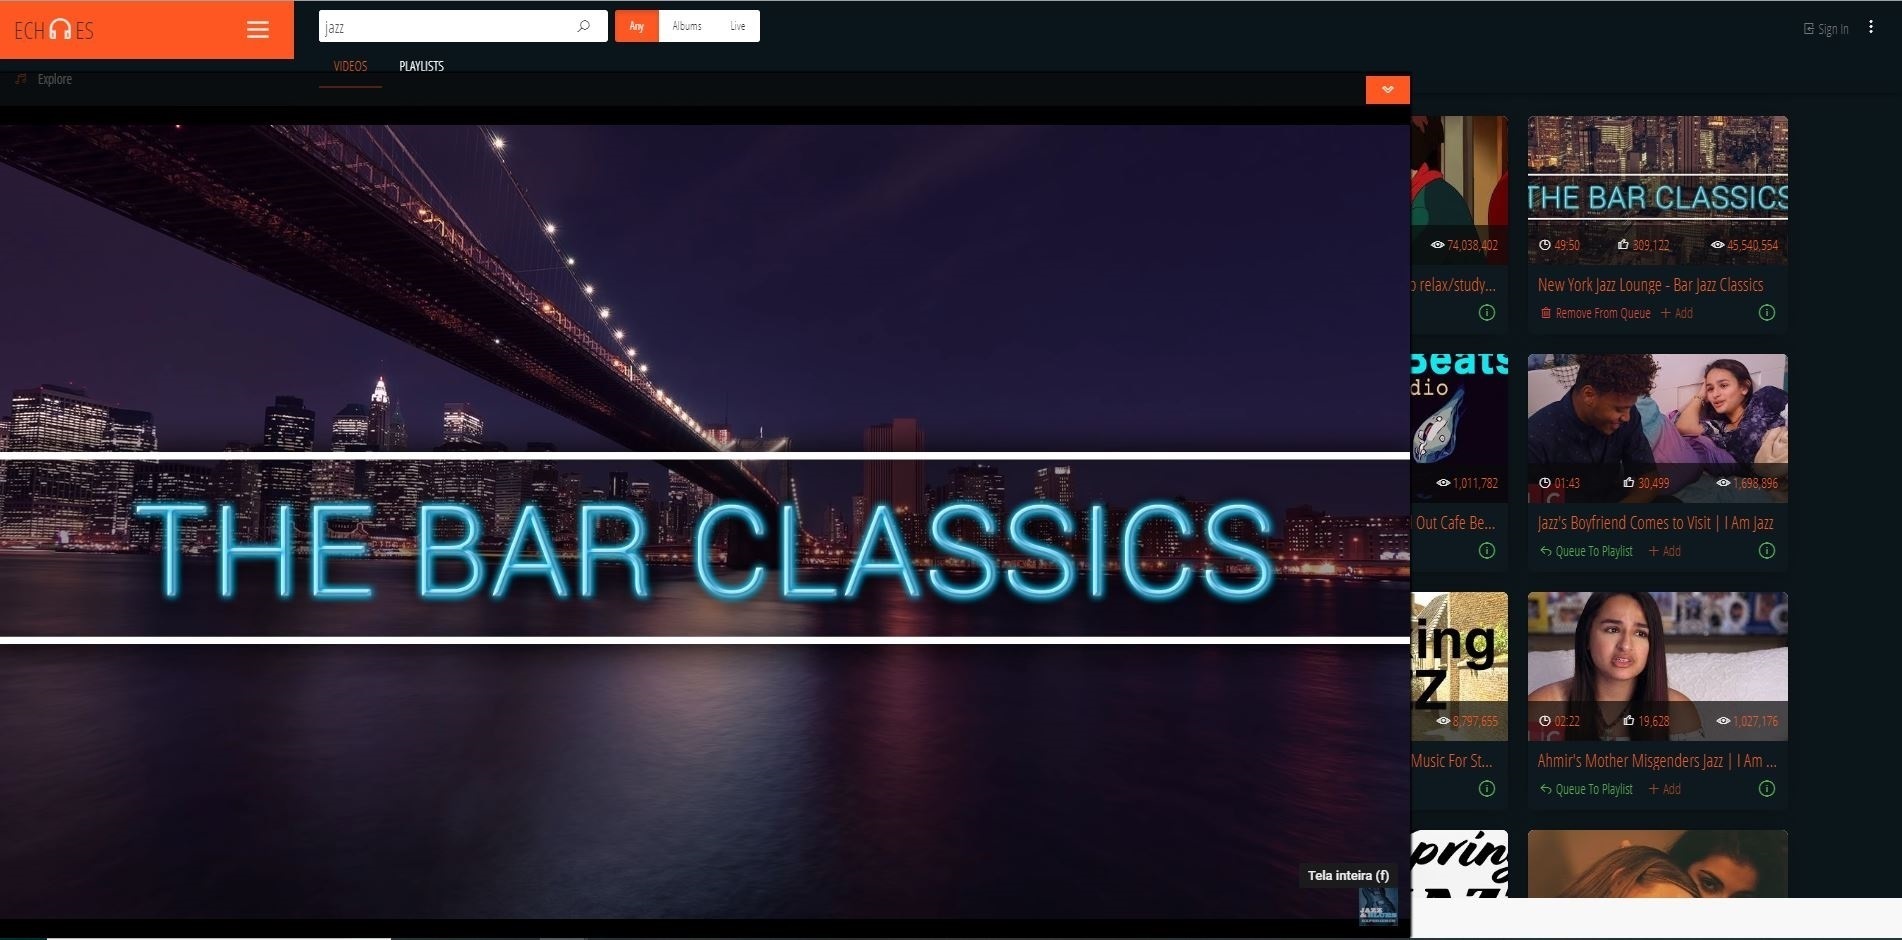 ECHOES
jazz
Any
Albums
Live
Sign In
VIDEOS
PLAYLISTS
Explore
THE BAR CLASSICS
Tela inteira (f)
JAZZ
& BLUES
EXPERIENCE
74,038,402
relax/study...
THE BAR CLASSICS
49:50 309,122 45,540,554
New York Jazz Lounge - Bar Jazz Classics
Remove From Queue + Add
Beats
dio
1,011,782
Out Cafe Be...
01:43 30,499 1,698,896
Jazz's Boyfriend Comes to Visit | I Am Jazz
Queue To Playlist + Add
ing
Z
8,797,655
Music For St...
02:22 19,628 1,027,176
Ahmir's Mother Misgenders Jazz | I Am ...
Queue To Playlist + Add
prin